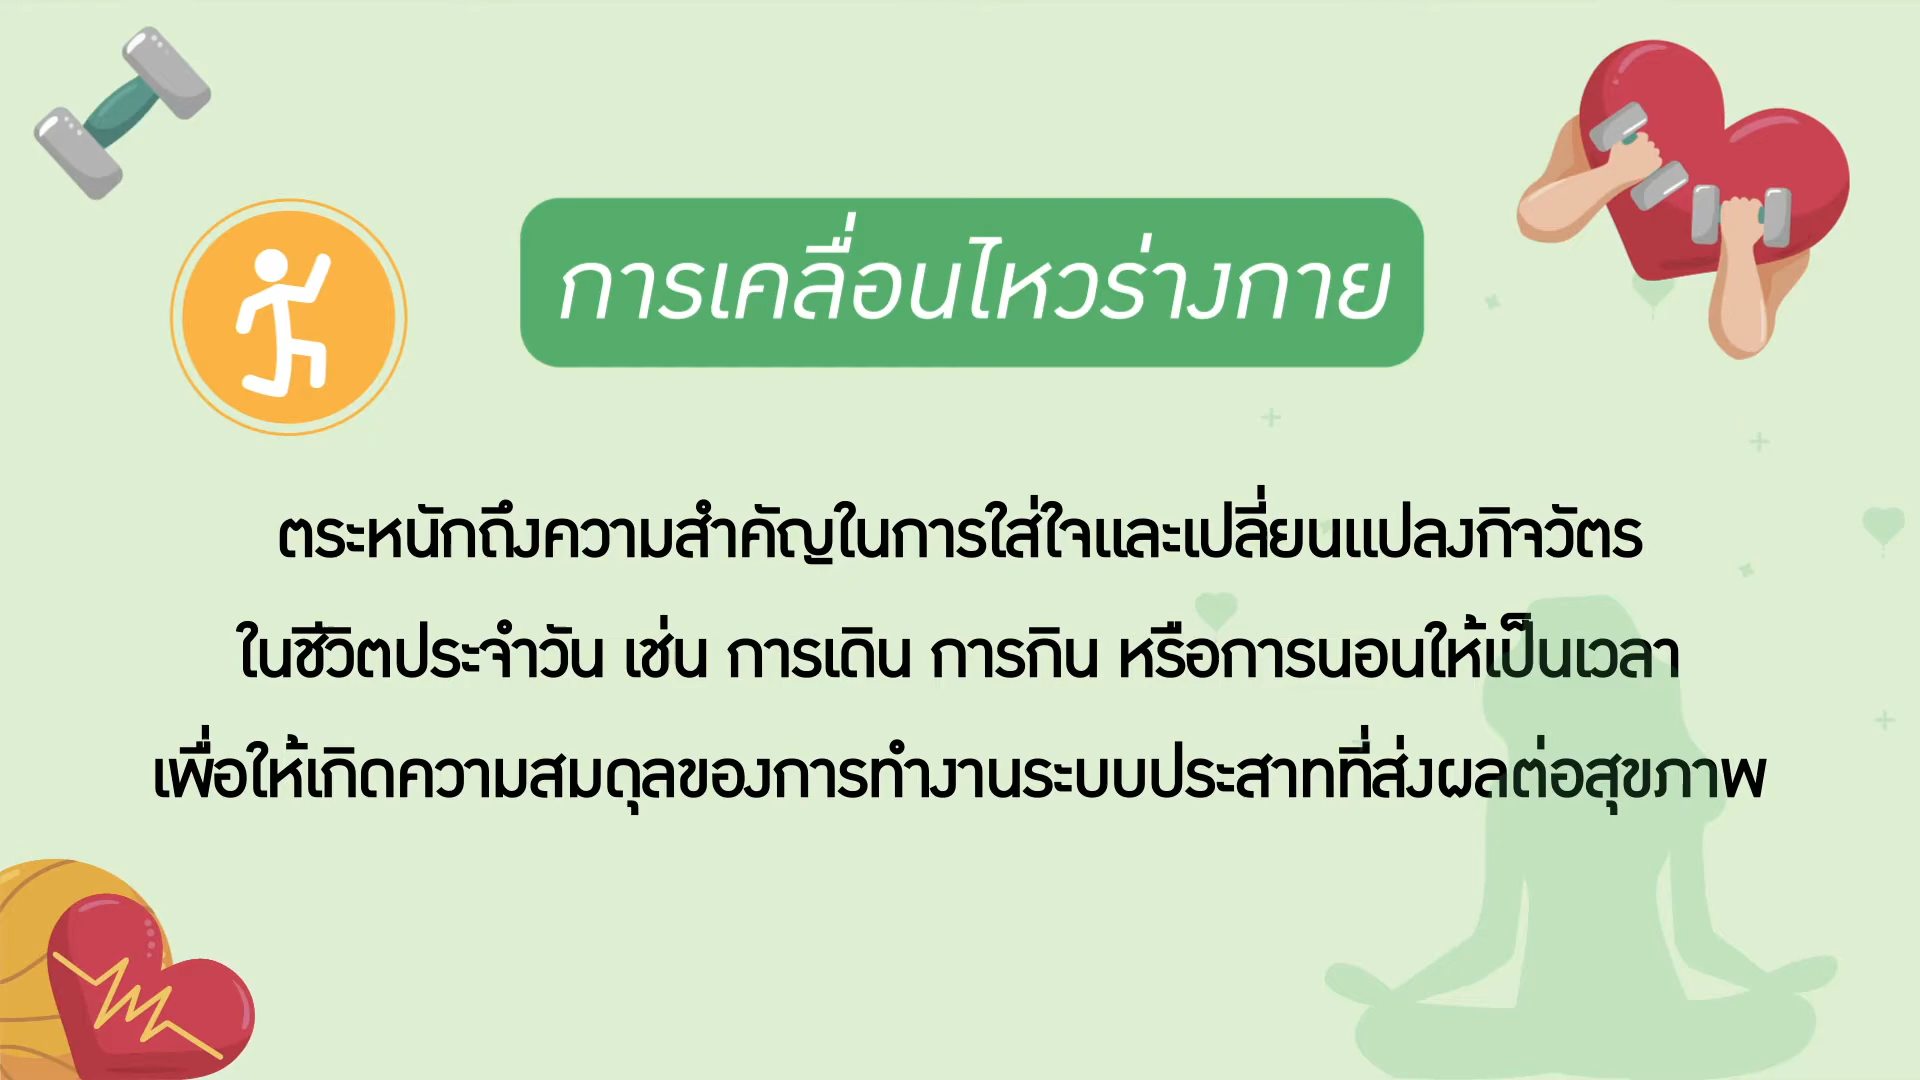 การเคลื่อนไหวร่างกาย
ตระหนักถึงความสำคัญในการใส่ใจและเปลี่ยนแปลงกิจวัตร
ในชีวิตประจำวัน เช่น การเดิน การกิน หรือการนอนให้เป็นเวลา
เพื่อให้เกิดความสมดุลของการทำงานระบบประสาทที่ส่งผลต่อสุขภาพ